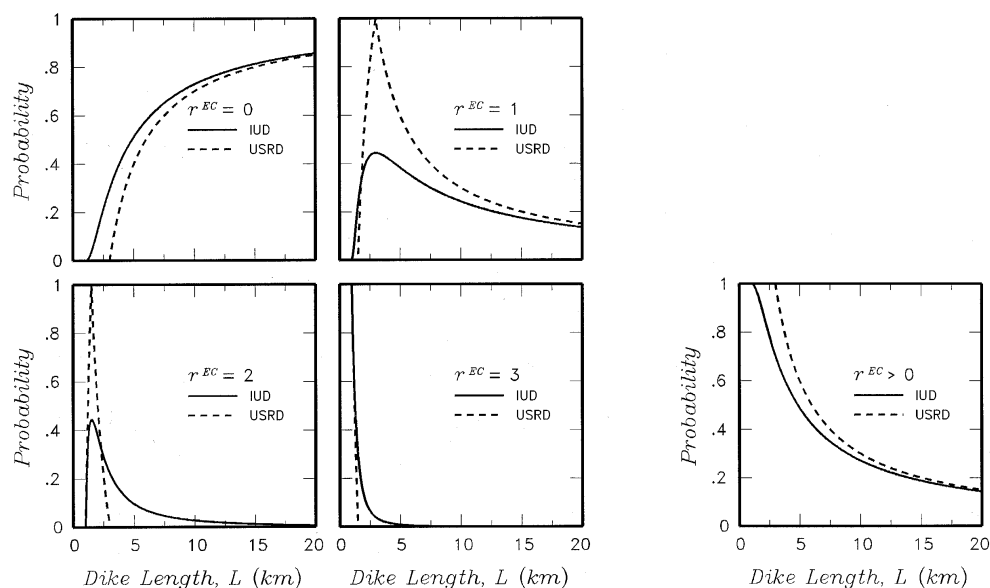 1
.8
.6
.4
.2
0
Probability
r EC = 0
IUD
USRD
r EC = 1
IUD
USRD
1
.8
.6
.4
.2
0
Probability
r EC = 2
IUD
USRD
0 5 10 15 20
Dike Length, L (km)
r EC = 3
IUD
USRD
0 5 10 15 20
Dike Length, L (km)
1
.8
.6
.4
.2
0
Probability
r EC > 0
IUD
USRD
0 5 10 15 20
Dike Length, L (km)